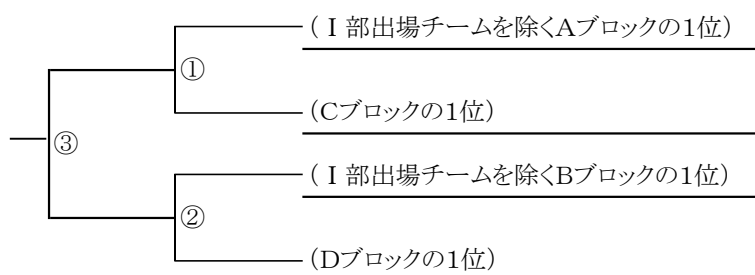 (Ⅰ部出場チームを除くAブロックの1位)
①
(Cブロックの1位)
③
(Ⅰ部出場チームを除くBブロックの1位)
②
(Dブロックの1位)